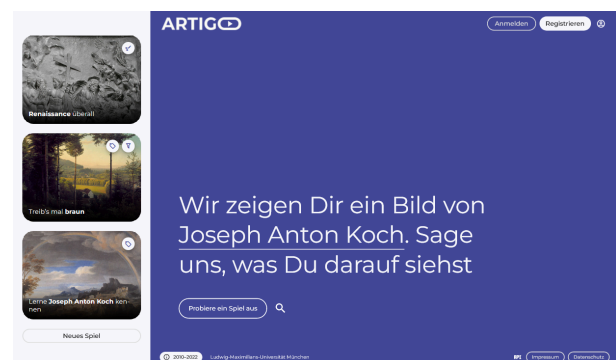 ARTIGO
Anmelden
Registrieren
Renaissance überall
Treib's mal braun
Lerne Joseph Anton Koch ken-
nen
Neues Spiel
Wir zeigen Dir ein Bild von
Joseph Anton Koch. Sage
uns, was Du darauf siehst
Probiere ein Spiel aus
2010–2022 Ludwig-Maximilians-Universität München
Impressum
Datenschutz